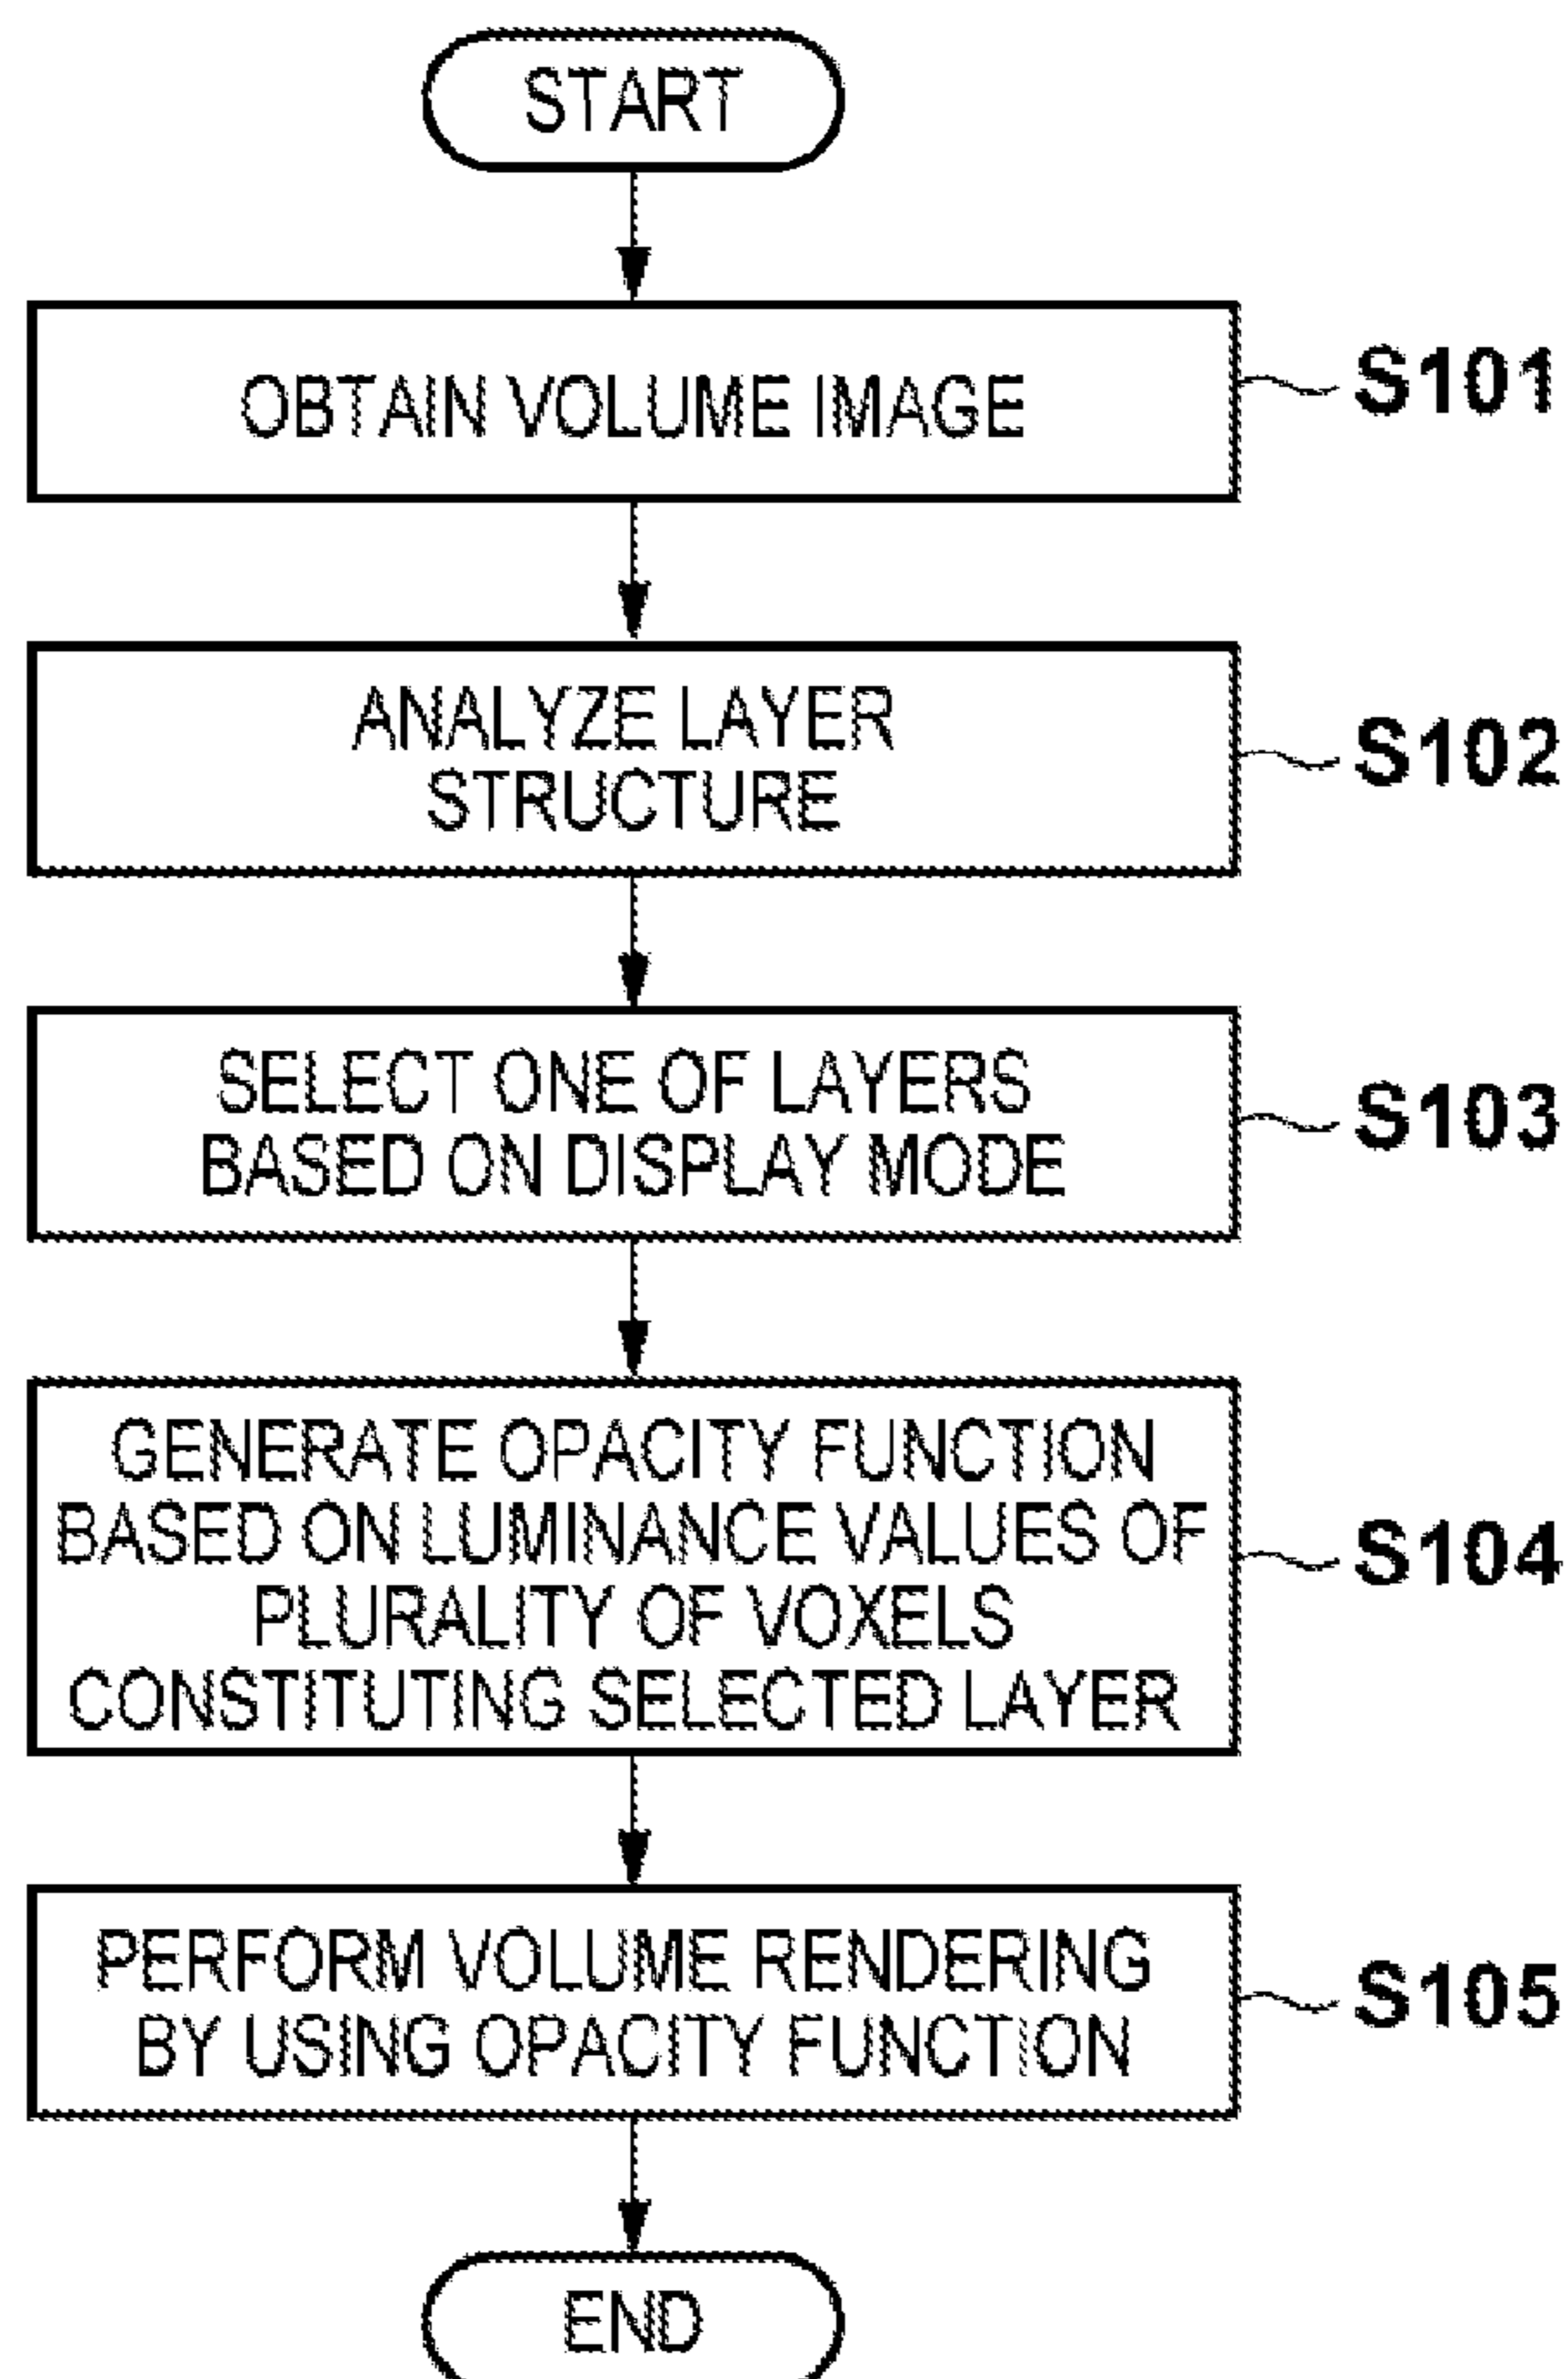 START
OBTAIN VOLUME IMAGE
S101
ANALYZE LAYER
STRUCTURE
S102
SELECT ONE OF LAYERS
BASED ON DISPLAY MODE
S103
GENERATE OPACITY FUNCTION
BASED ON LUMINANCE VALUES OF
PLURALITY OF VOXELS
CONSTITUTING SELECTED LAYER
S104
PERFORM VOLUME RENDERING
BY USING OPACITY FUNCTION
S105
END